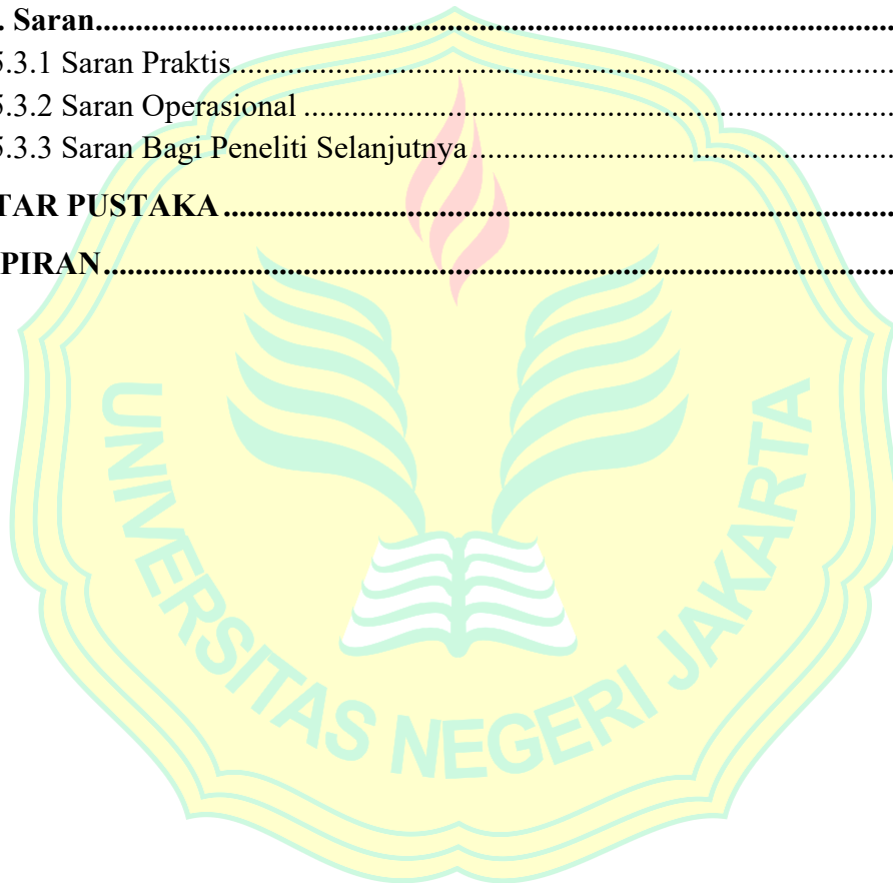 . Saran..........................................................................................................
5.3.1 Saran Praktis.....................................................................................
5.3.2 Saran Operasional ............................................................................
5.3.3 Saran Bagi Peneliti Selanjutnya .......................................................
TAR PUSTAKA ..........................................................................................
PIRAN..........................................................................................................
UNIVERSITAS NEGERI JAKARTA